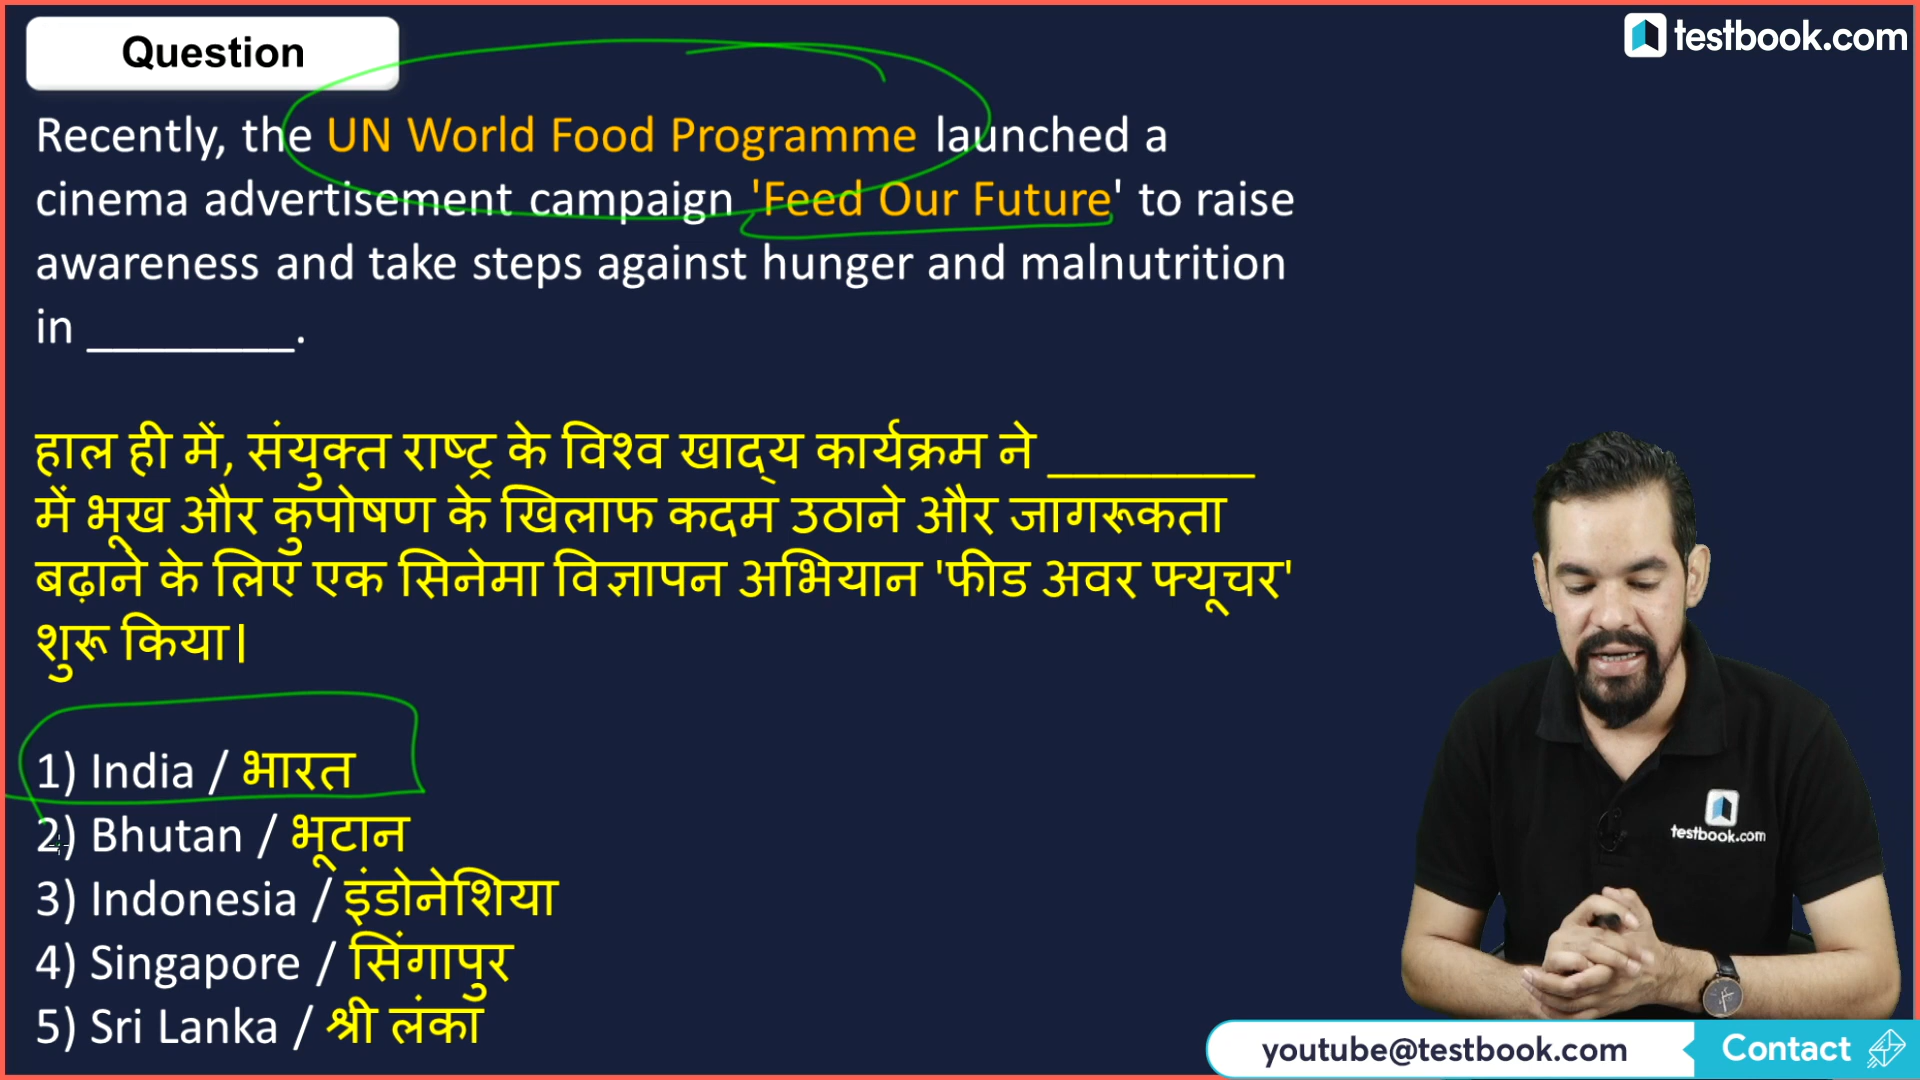 Question
testbook.com
Recently, the UN World Food Programme launched a
cinema advertisement campaign 'Feed Our Future' to raise
awareness and take steps against hunger and malnutrition
in ________.
हाल ही में, संयुक्त राष्ट्र के विश्व खाद्य कार्यक्रम ने ________
में भूख और कुपोषण के खिलाफ कदम उठाने और जागरूकता
बढ़ाने के लिए एक सिनेमा विज्ञापन अभियान 'फीड अवर फ्यूचर'
शुरू किया।
1) India / भारत
2) Bhutan / भूटान
3) Indonesia / इंडोनेशिया
4) Singapore / सिंगापुर
5) Sri Lanka / श्री लंका
testbook.com
youtube@testbook.com
Contact